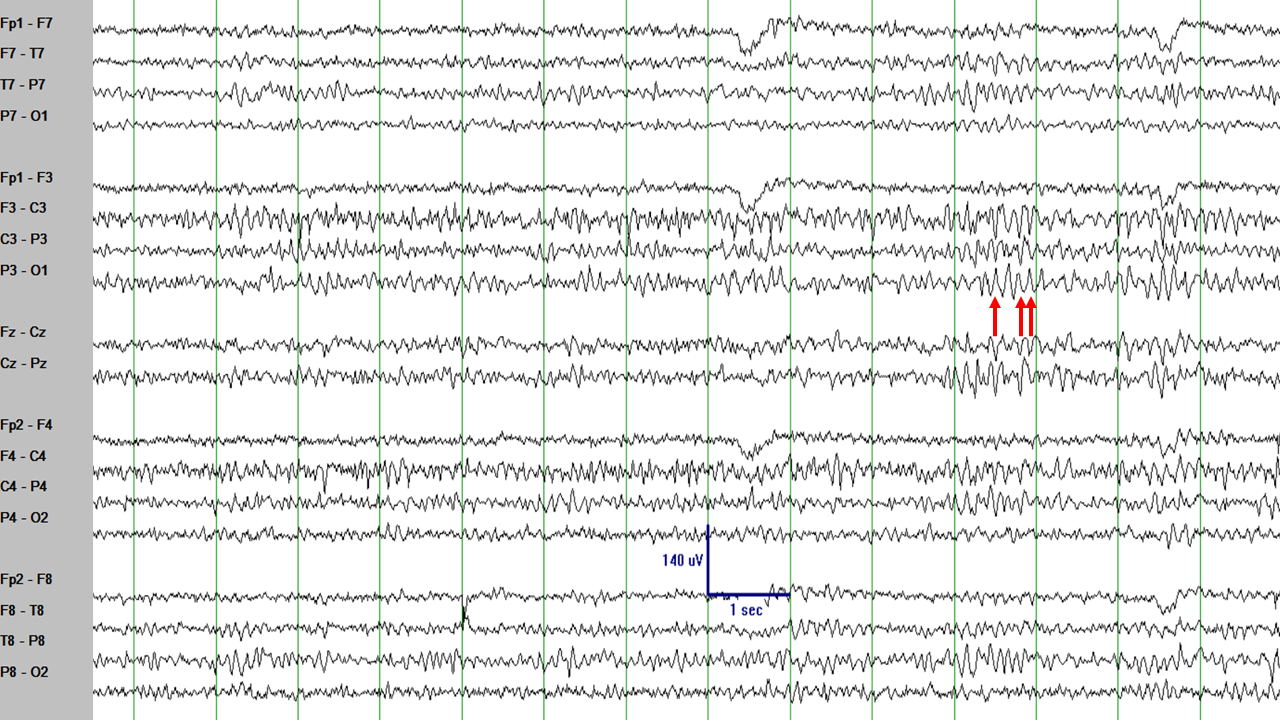 Fp1 - F7
F7 - T7
T7 - P7
P7 - O1
Fp1 - F3
F3 - C3
C3 - P3
P3 - O1
Fz - Cz
Cz - Pz
Fp2 - F4
F4 - C4
C4 - P4
P4 - O2
140 uV
Fp2 - F8
1 sec
F8 - T8
T8 - P8
P8 - O2